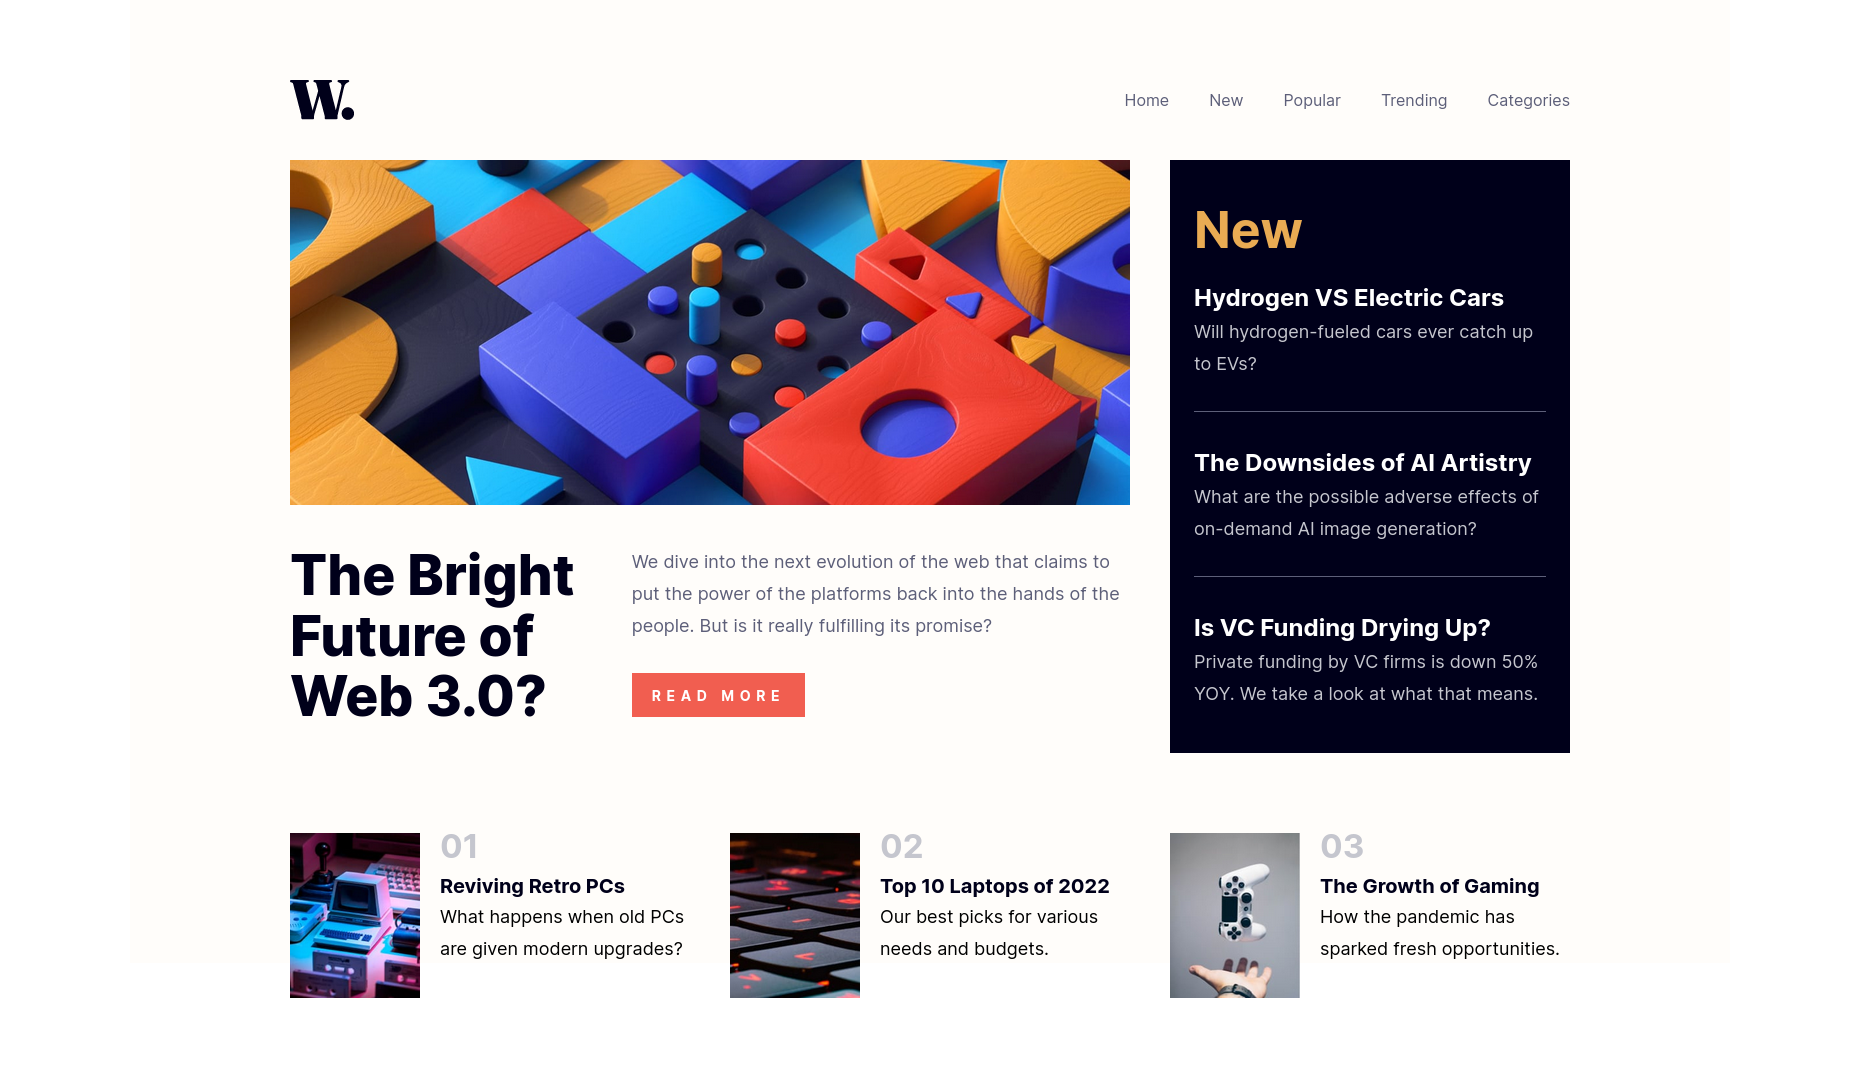 W.
Home
New
Popular
Trending
Categories
The Bright
Future of
Web 3.0?
We dive into the next evolution of the web that claims to
put the power of the platforms back into the hands of the
people. But is it really fulfilling its promise?
READ MORE
New
Hydrogen VS Electric Cars
Will hydrogen-fueled cars ever catch up
to EVs?
The Downsides of AI Artistry
What are the possible adverse effects of
on-demand AI image generation?
Is VC Funding Drying Up?
Private funding by VC firms is down 50%
YOY. We take a look at what that means.
01
Reviving Retro PCs
What happens when old PCs
are given modern upgrades?
02
Top 10 Laptops of 2022
Our best picks for various
needs and budgets.
03
The Growth of Gaming
How the pandemic has
sparked fresh opportunities.